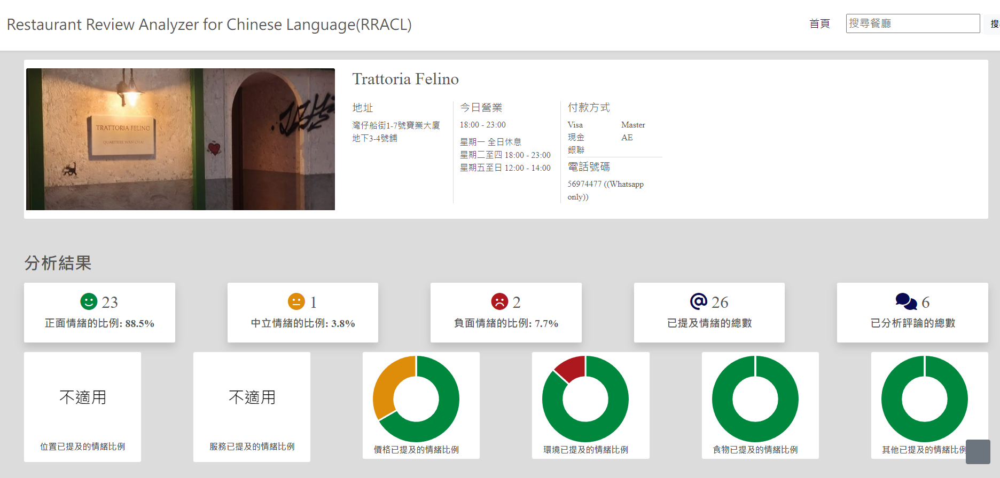 Restaurant Review Analyzer for Chinese Language(RRACL)
首頁
搜尋餐廳
TRATTORIA FELINO
QUARTIERE WAN CHAI
Trattoria Felino
地址
灣仔船街1-7號寶業大廈
地下3-4號舖
今日營業
18:00 - 23:00
星期一 全日休息
星期二至四 18:00 - 23:00
星期五至日 12:00 - 14:00
付款方式
Visa Master
現金 AE
銀聯
電話號碼
56974477 ((Whatsapp
only))
分析結果
23
正面情緒的比例: 88.5%
1
中立情緒的比例: 3.8%
2
負面情緒的比例: 7.7%
26
已提及情緒的總數
6
已分析評論的總數
不適用
位置已提及的情緒比例
不適用
服務已提及的情緒比例
價格已提及的情緒比例
環境已提及的情緒比例
食物已提及的情緒比例
其他已提及的情緒比例